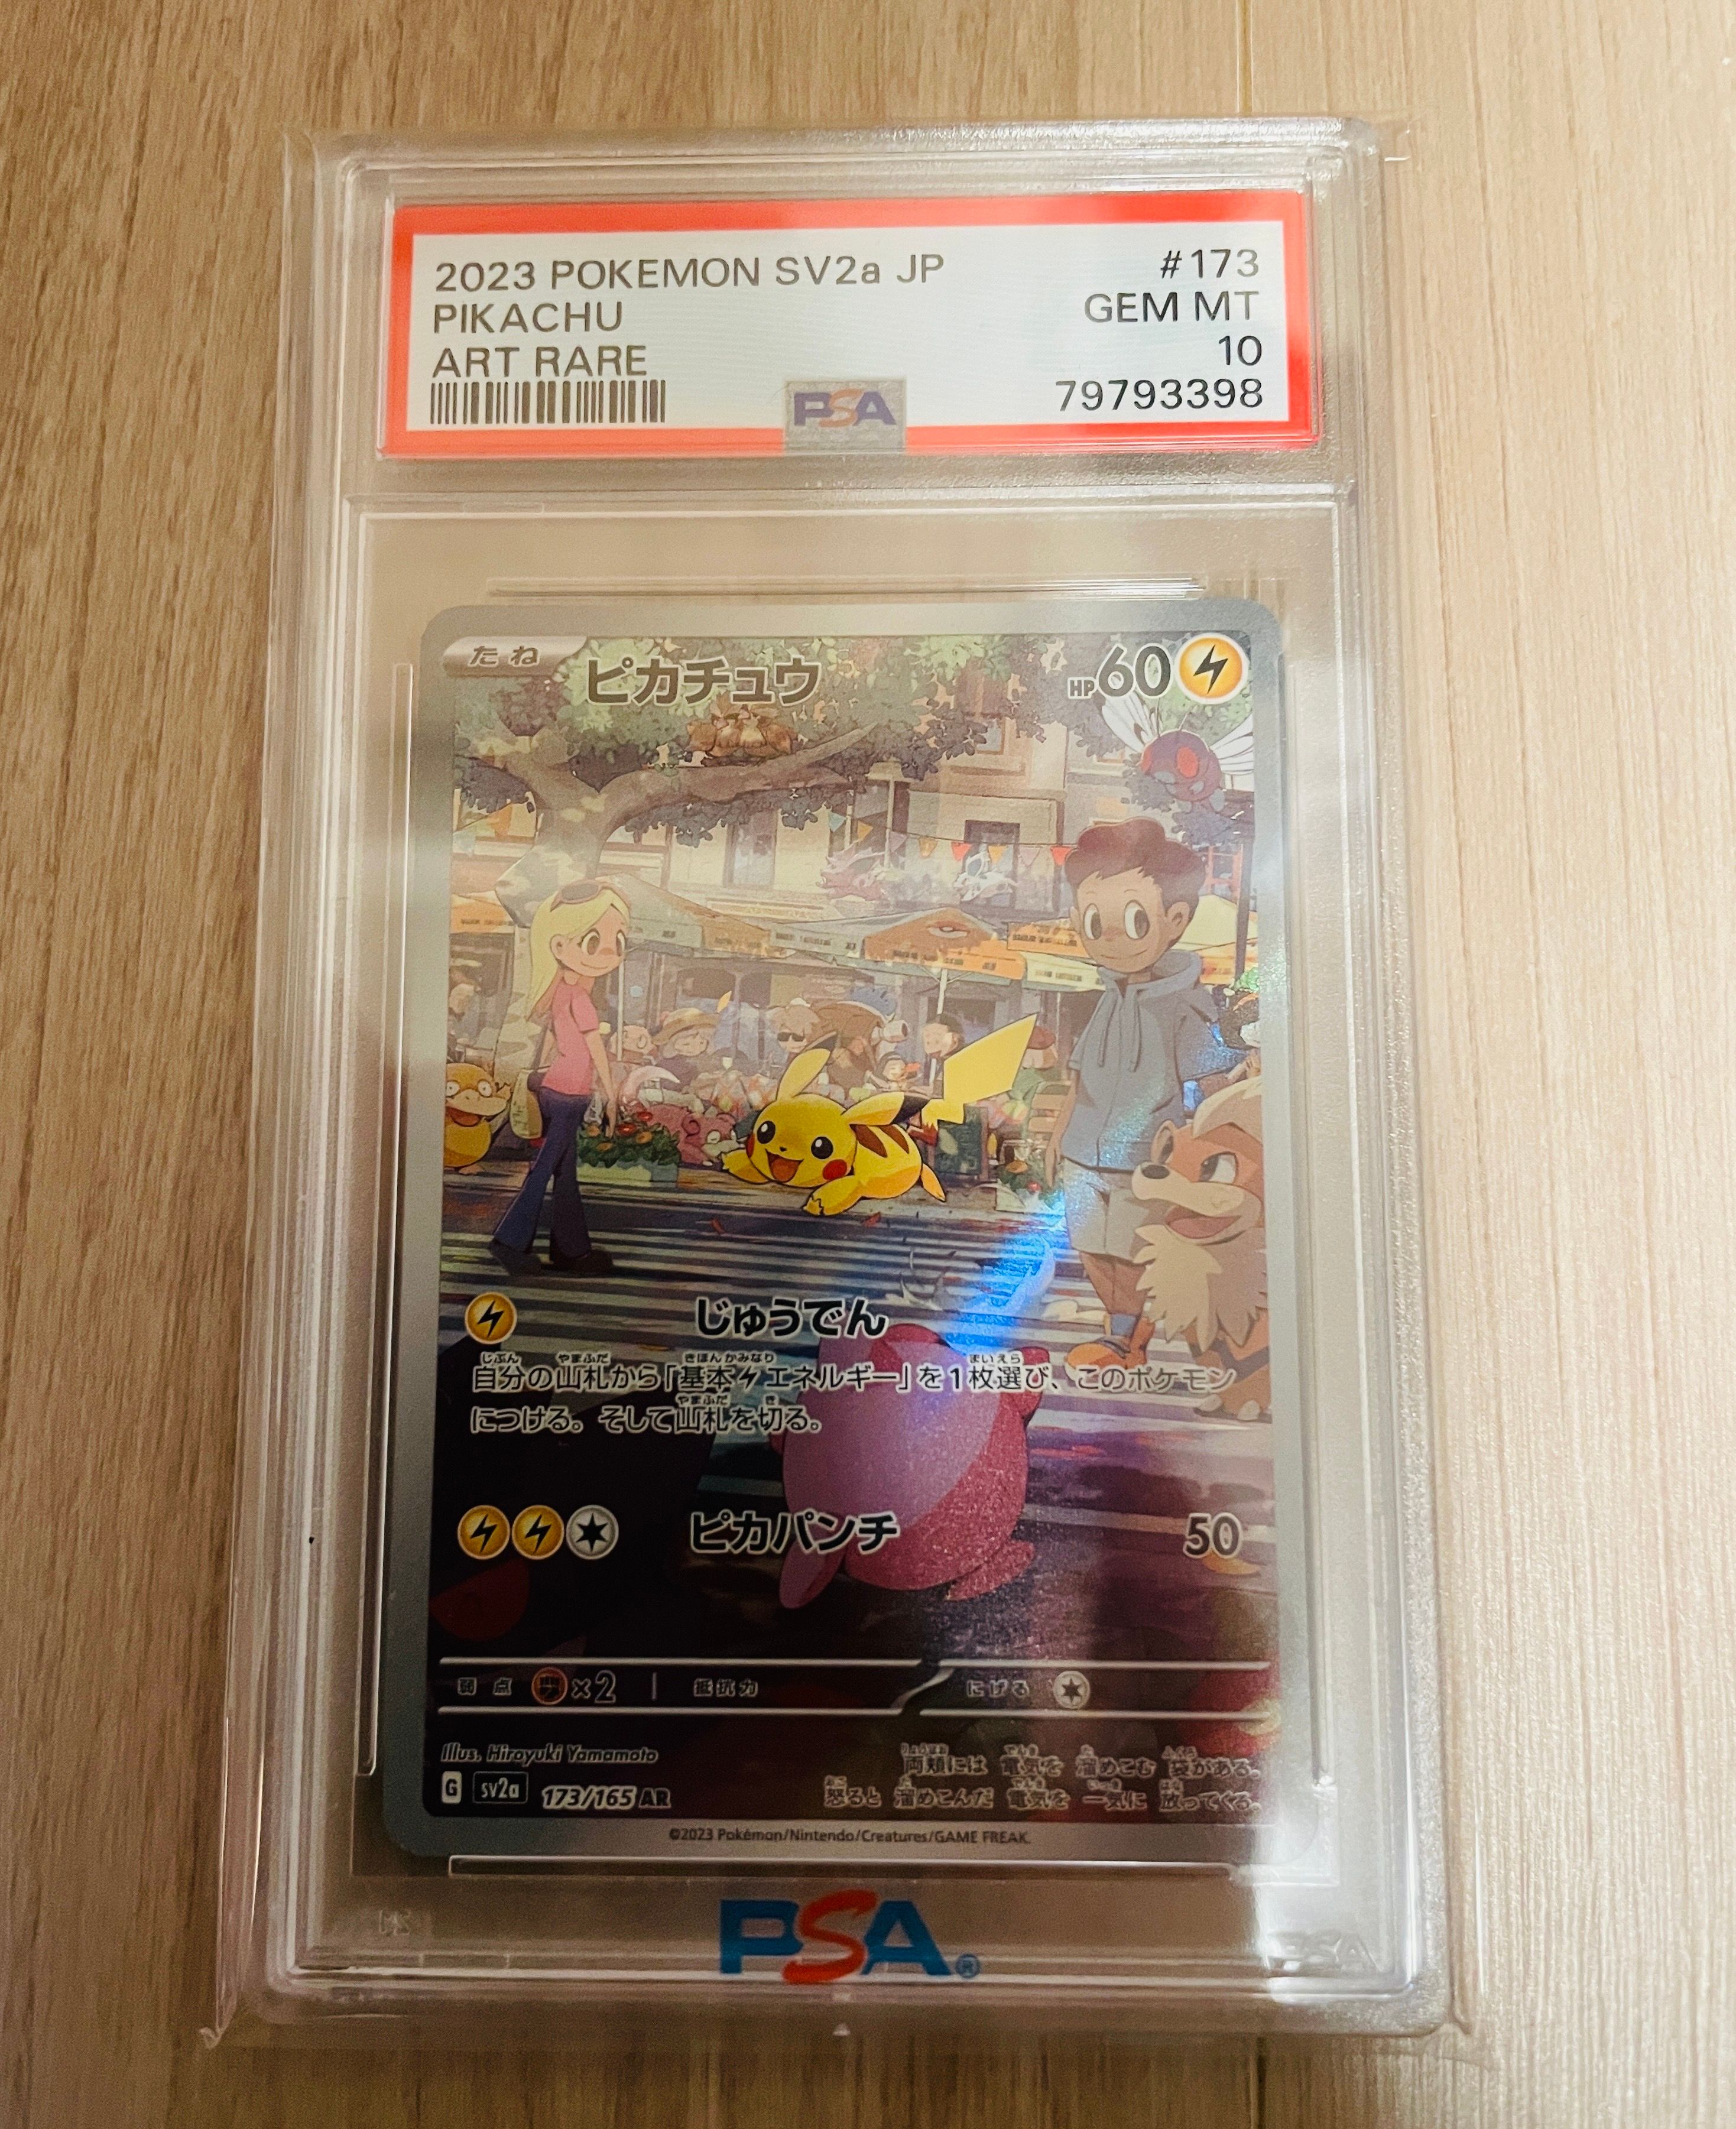 2023 POKEMON SV2a JP #173
PIKACHU GEM MT
ART RARE 10
79793398
PSA
たね ピカチュウ HP60
じゅうでん
自分の山札から「基本エネルギー」を1枚選び、このポケモン
につける。そして山札を切る。
ピカパンチ 50
弱点 ×2 抵抗力 にげる
Illus. Hiroyuki Yamamoto
両頬には 電気を 溜めこむ 袋がある。
G sv2a 173/165 AR
怒ると 溜めこんだ 電気を 一気に 放ってくる。
©2023 Pokémon/Nintendo/Creatures/GAME FREAK.
PSA®
PSA